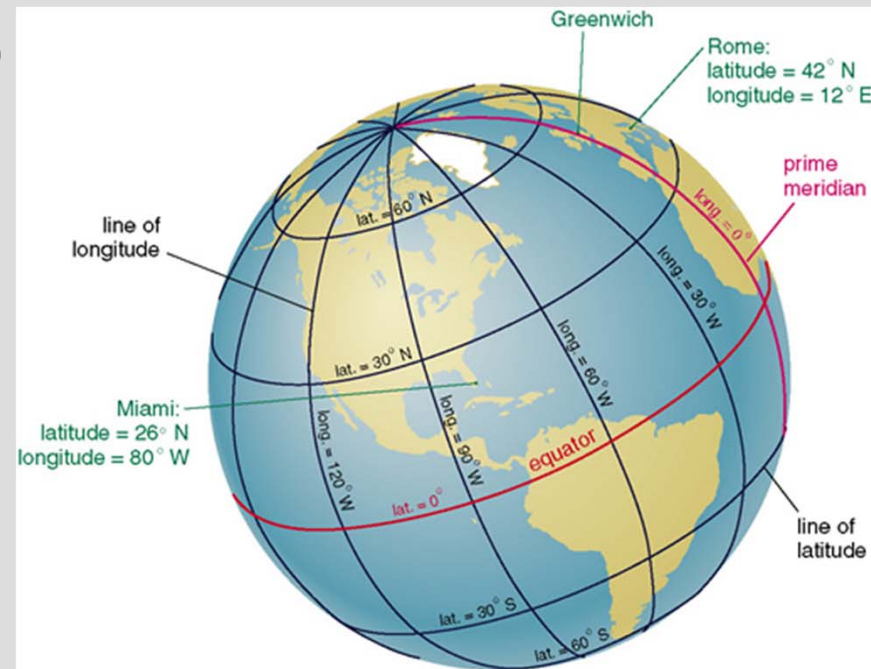 Greenwich
Rome:
latitude = 42° N
longitude = 12° E
prime
meridian
long. = 0°
line of
longitude
lat. = 60° N
long. = 30° W
lat. = 30° N
long. = 60° W
Miami:
latitude = 26° N
longitude = 80° W
long. = 120° W
long. = 90° W
equator
lat. = 0°
line of
latitude
lat. = 30° S
lat. = 60° S